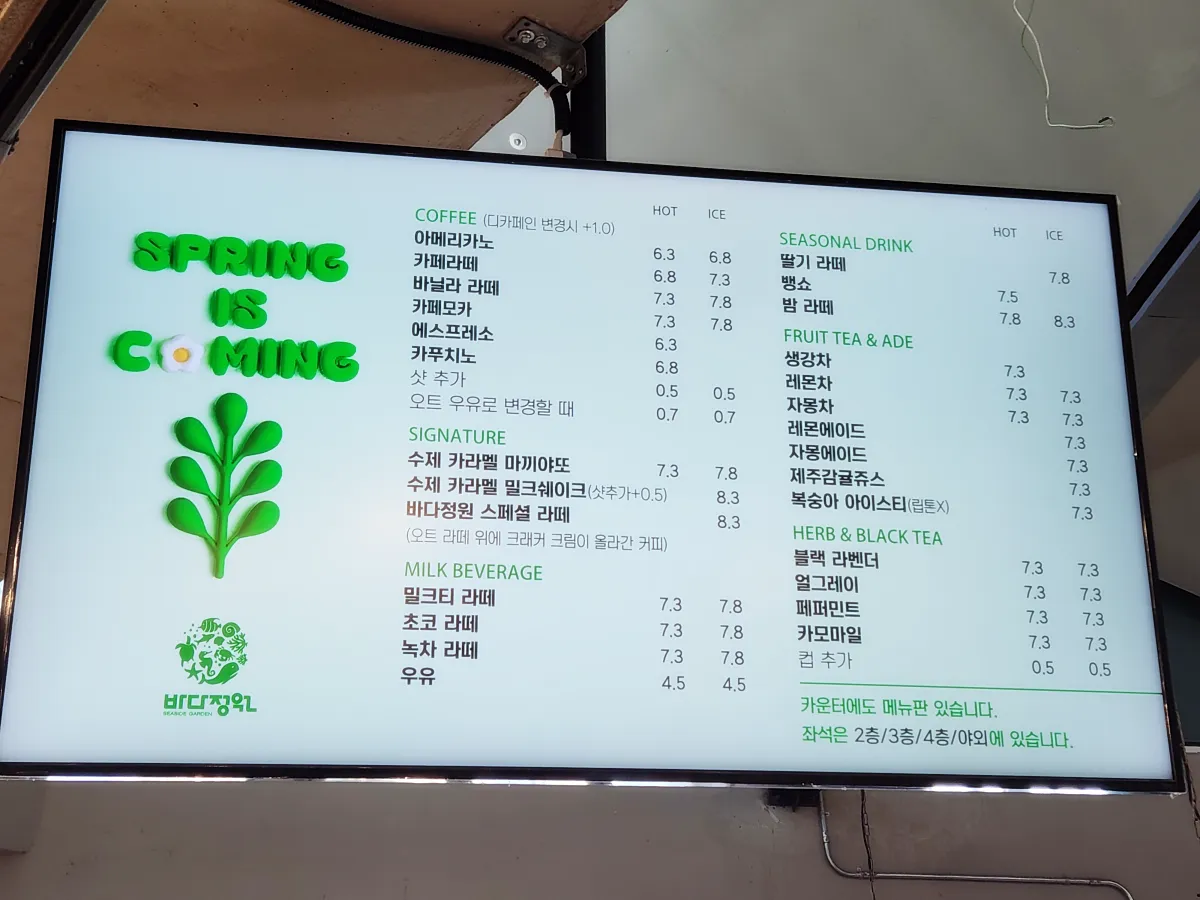 SPRING
IS
COMING
바다정원
SEASIDE GARDEN
HOT ICE
COFFEE (디카페인 변경시 +1.0)
아메리카노 6.3 6.8
카페라떼 6.8 7.3
바닐라 라떼 7.3 7.8
카페모카 7.3 7.8
에스프레소 6.3
카푸치노 6.8
샷 추가 0.5 0.5
오트 우유로 변경할 때 0.7 0.7
SIGNATURE
수제 카라멜 마끼야또 7.3 7.8
수제 카라멜 밀크쉐이크(샷추가+0.5) 8.3
바다정원 스페셜 라떼 8.3
(오트 라떼 위에 크래커 크림이 올라간 커피)
MILK BEVERAGE
밀크티 라떼 7.3 7.8
초코 라떼 7.3 7.8
녹차 라떼 7.3 7.8
우유 4.5 4.5
HOT ICE
SEASONAL DRINK
딸기 라떼 7.8
뱅쇼 7.5
밤 라떼 7.8 8.3
FRUIT TEA & ADE
생강차 7.3
레몬차 7.3 7.3
자몽차 7.3 7.3
레몬에이드 7.3
자몽에이드 7.3
제주감귤쥬스 7.3
복숭아 아이스티(립톤X) 7.3
HERB & BLACK TEA
블랙 라벤더 7.3 7.3
얼그레이 7.3 7.3
페퍼민트 7.3 7.3
카모마일 7.3 7.3
컵 추가 0.5 0.5
카운터에도 메뉴판 있습니다.
좌석은 2층/3층/4층/야외에 있습니다.